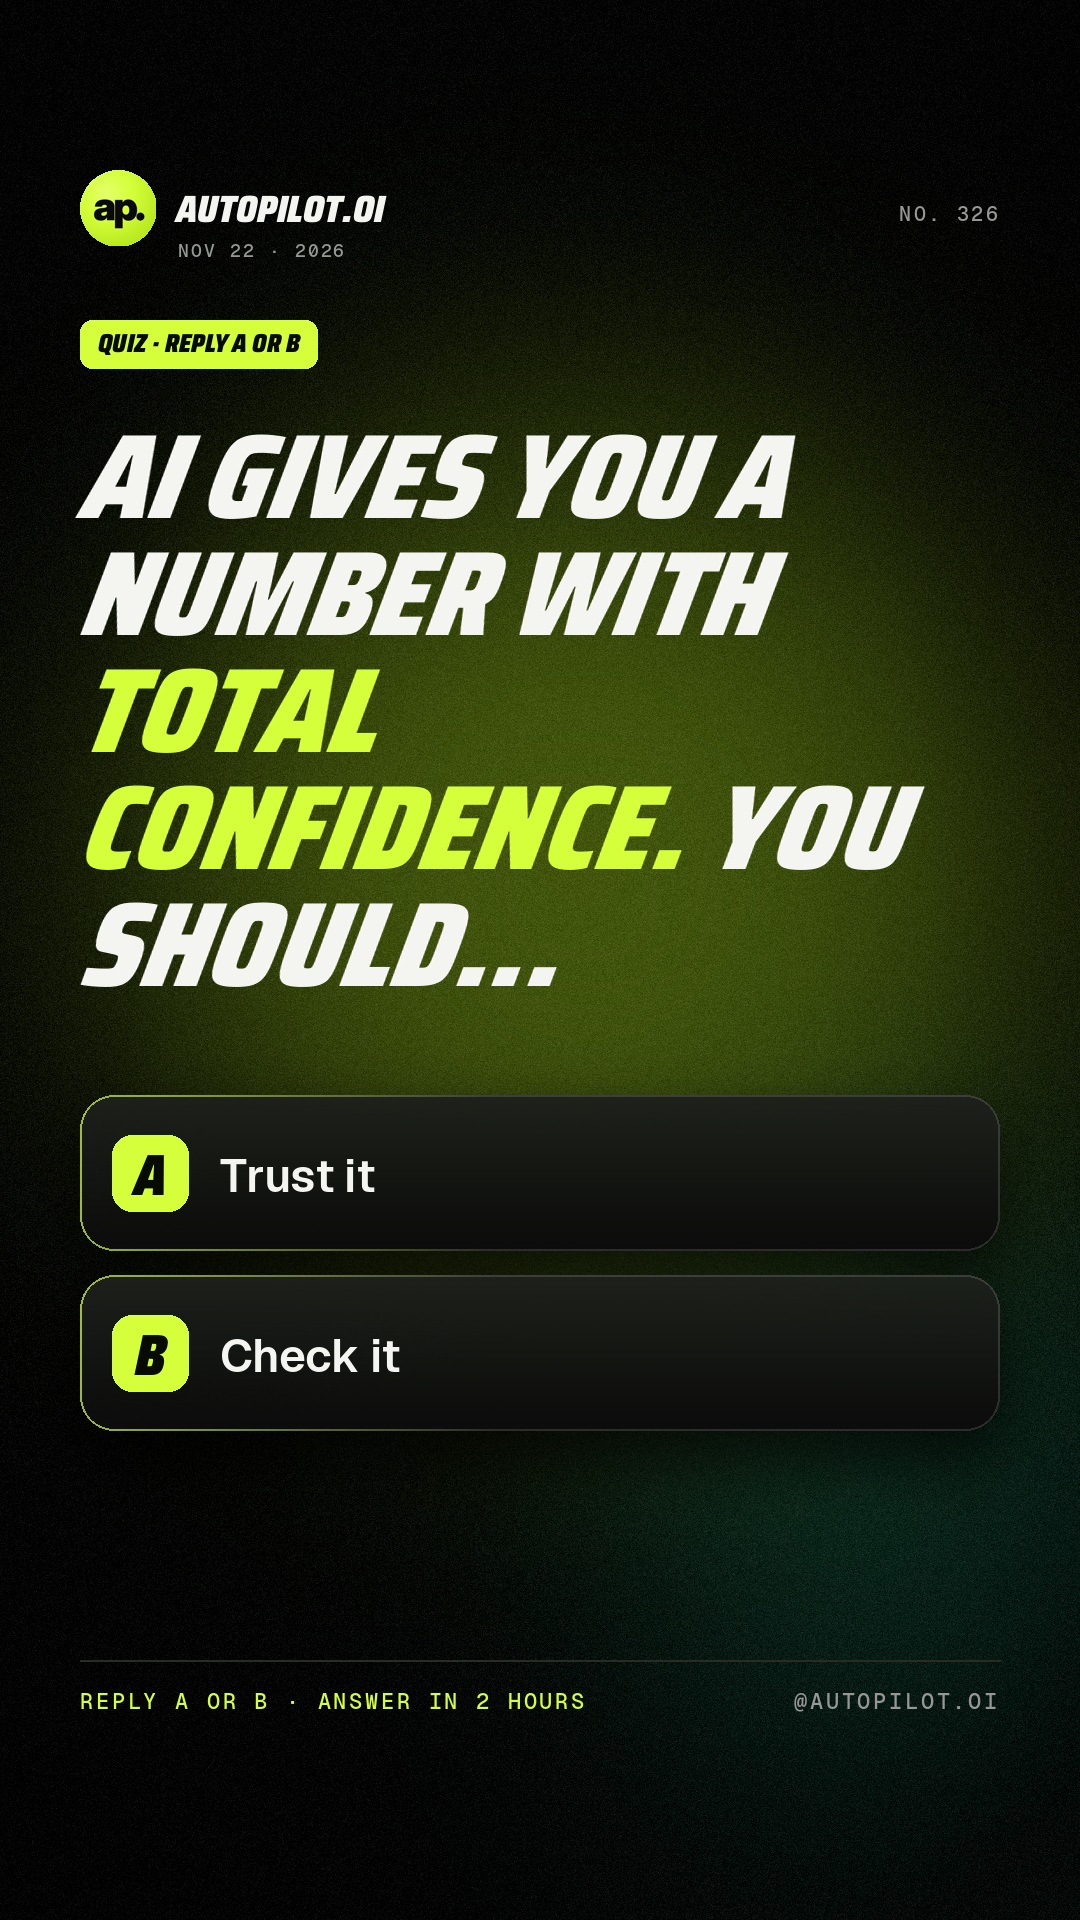 ap.
AUTOPILOT.OI
NOV 22 · 2026
NO. 326
QUIZ · REPLY A OR B
AI GIVES YOU A
NUMBER WITH
TOTAL
CONFIDENCE. YOU
SHOULD...
A
Trust it
B
Check it
REPLY A OR B · ANSWER IN 2 HOURS
@AUTOPILOT.OI